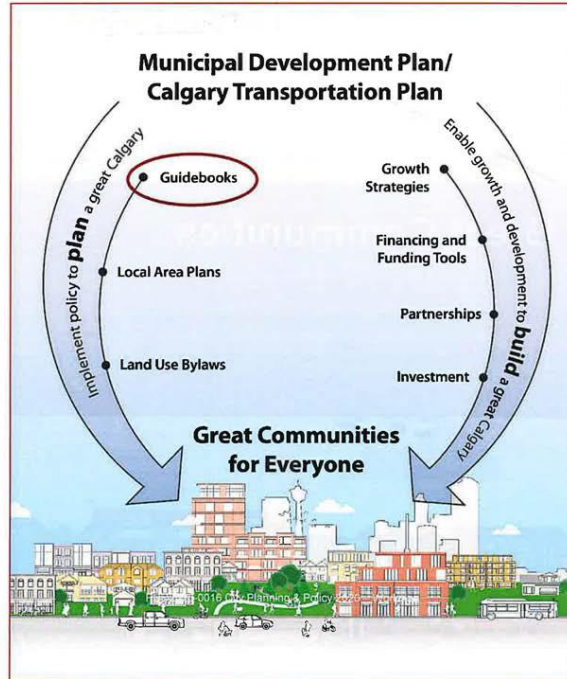 Municipal Development Plan/
Calgary Transportation Plan
Implement policy to plan a great Calgary
Guidebooks
Local Area Plans
Land Use Bylaws
Enable growth and development to build a great Calgary
Growth
Strategies
Financing and
Funding Tools
Partnerships
Investment
Great Communities
for Everyone
Planning & Policy